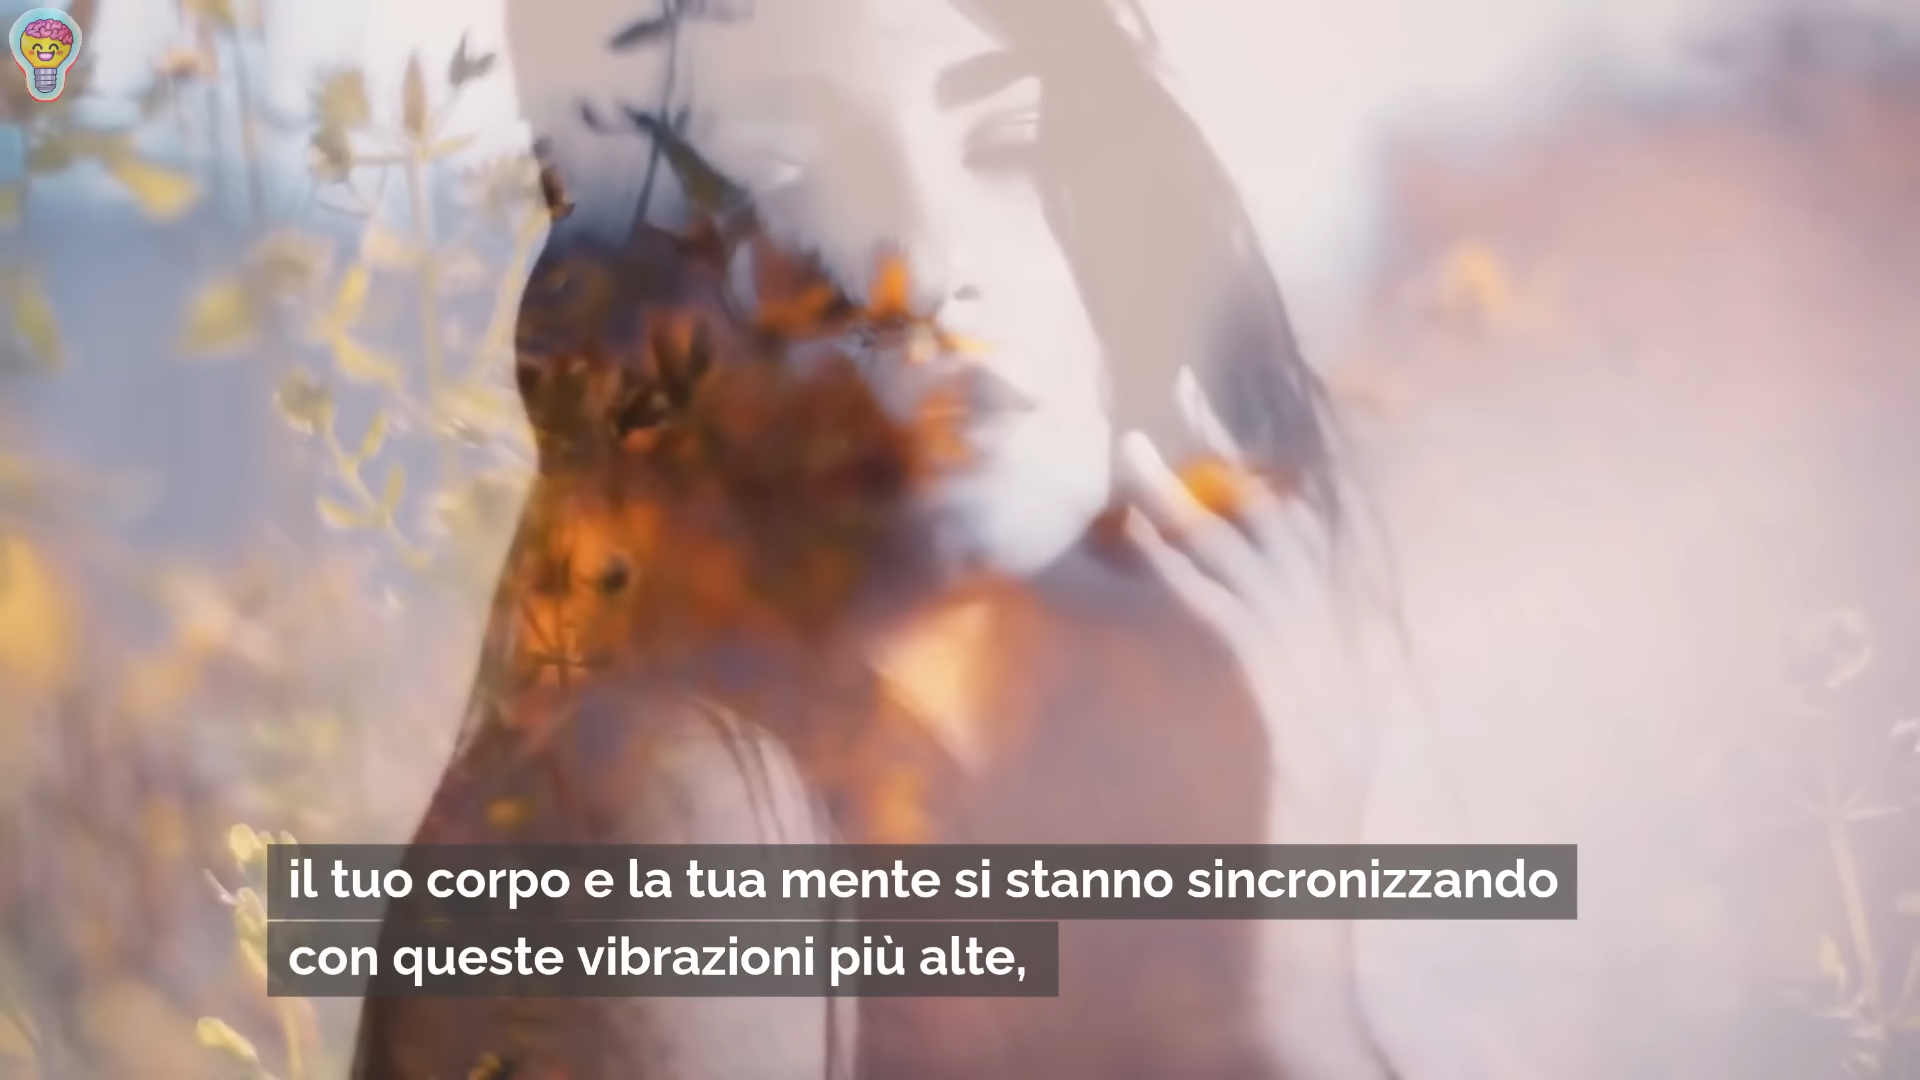 il tuo corpo e la tua mente si stanno sincronizzando
con queste vibrazioni più alte,